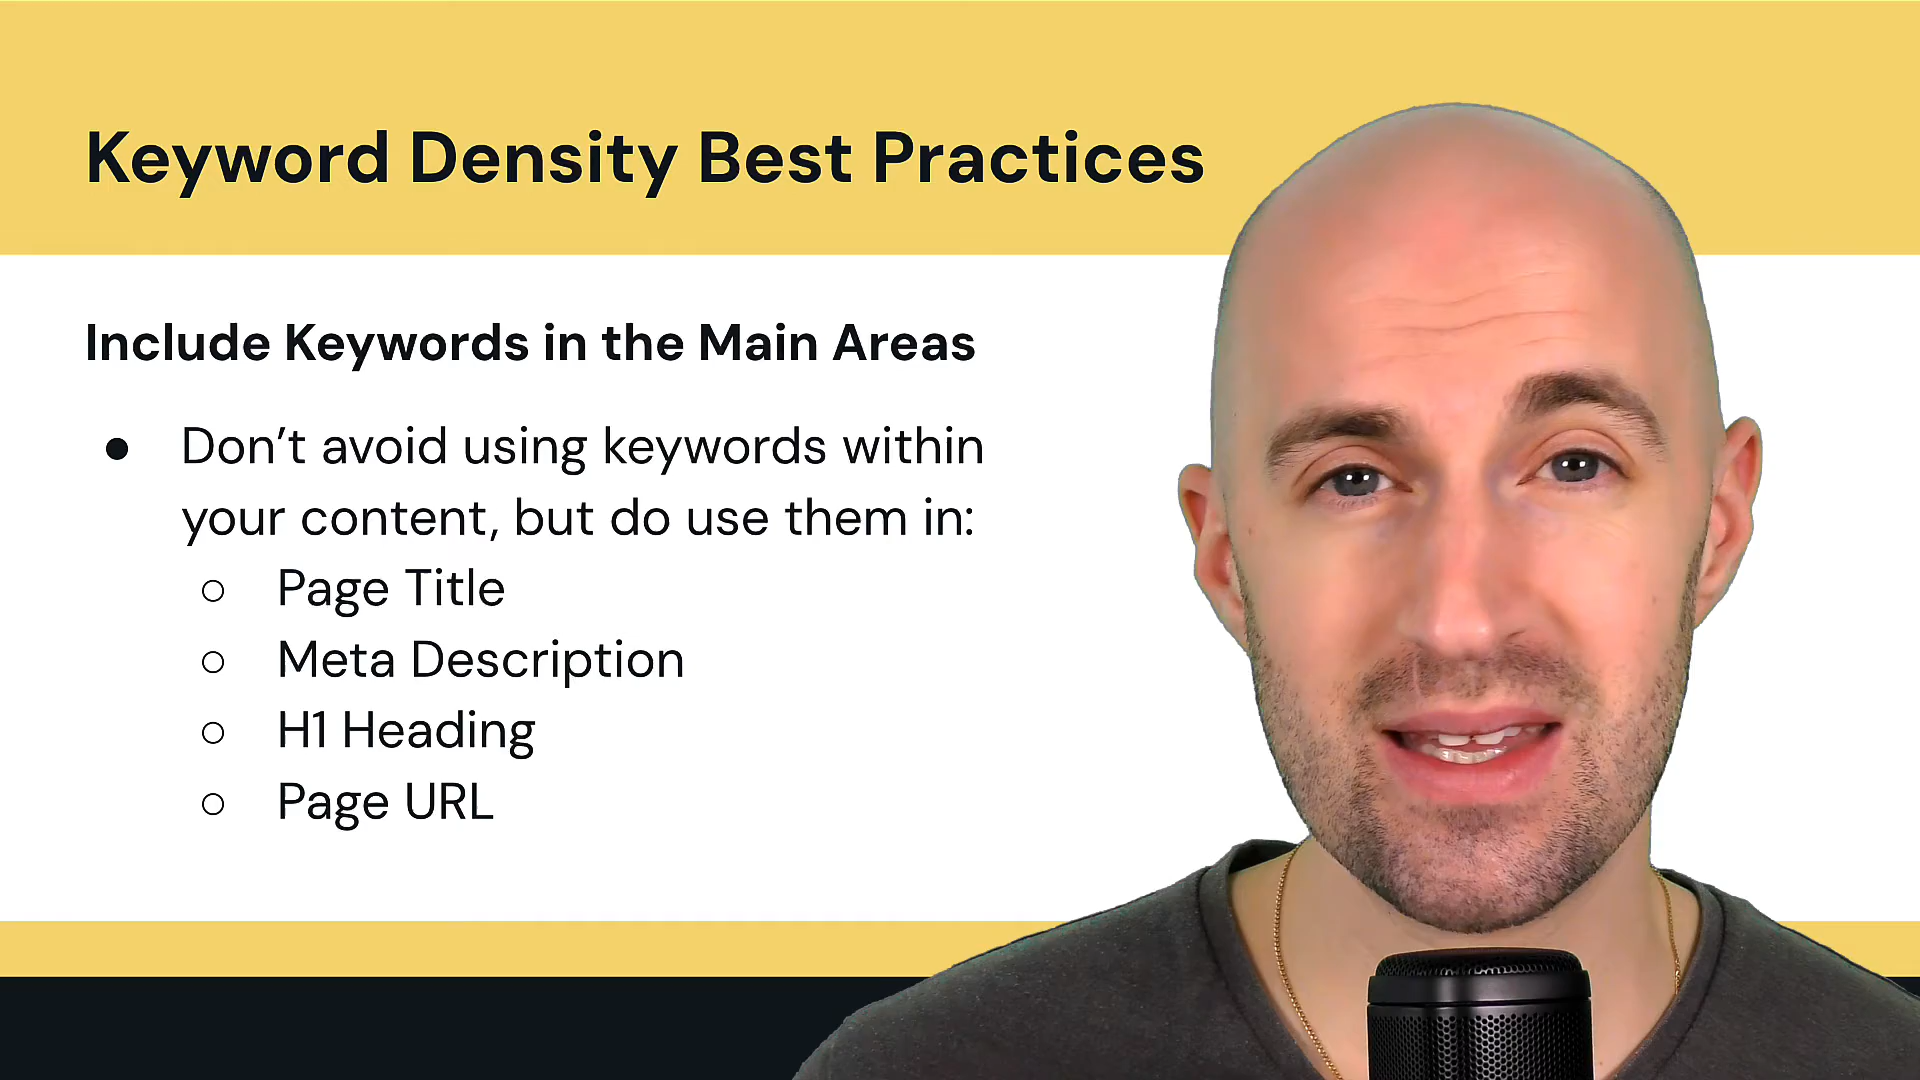 Keyword Density Best Practices
Include Keywords in the Main Areas
● Don’t avoid using keywords within
your content, but do use them in:
○ Page Title
○ Meta Description
○ H1 Heading
○ Page URL